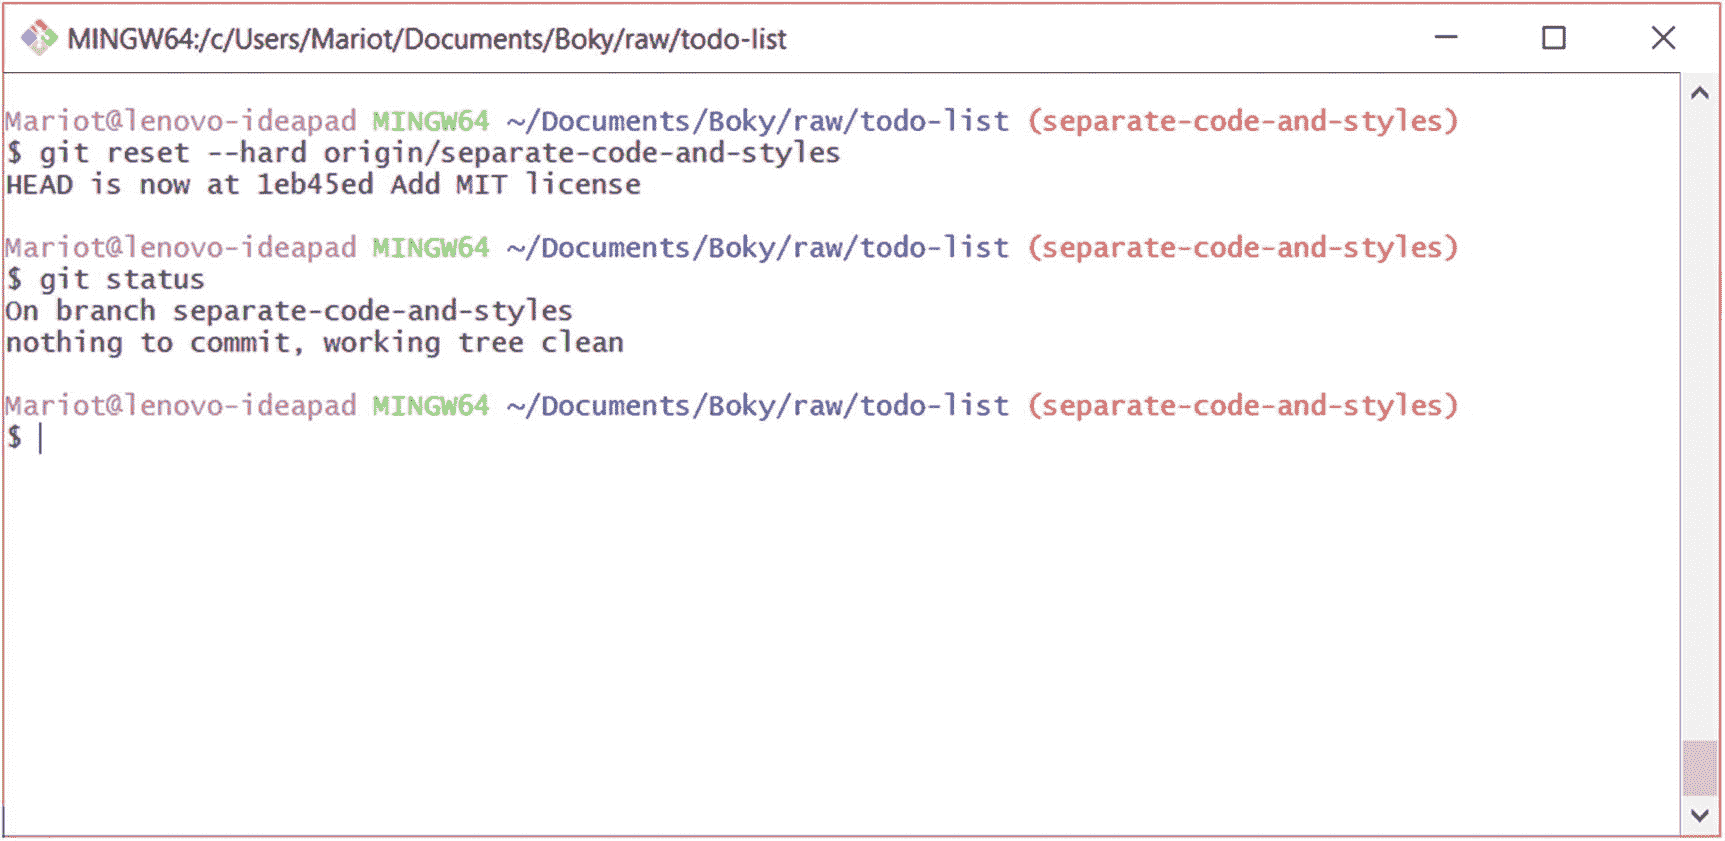 MINGW64:/c/Users/Mariot/Documents/Boky/raw/todo-list
Mariot@lenovo-ideapad MINGW64 ~/Documents/Boky/raw/todo-list (separate-code-and-styles)
$ git reset --hard origin/separate-code-and-styles
HEAD is now at 1eb45ed Add MIT license
Mariot@lenovo-ideapad MINGW64 ~/Documents/Boky/raw/todo-list (separate-code-and-styles)
$ git status
On branch separate-code-and-styles
nothing to commit, working tree clean
Mariot@lenovo-ideapad MINGW64 ~/Documents/Boky/raw/todo-list (separate-code-and-styles)
$